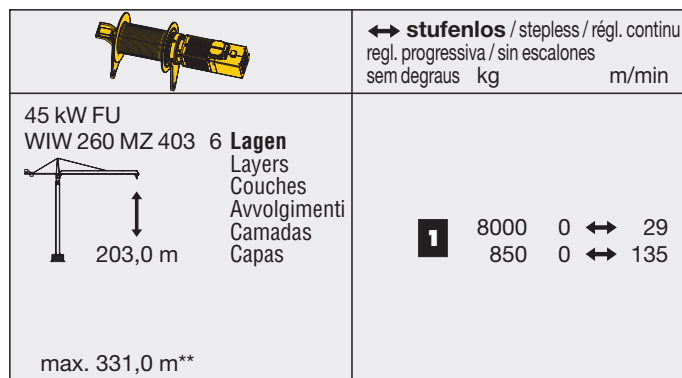 ↔ stufenlos / stepless / régl. continu
regl. progressiva / sin escalones
sem degraus kg m/min
45 kW FU
WIW 260 MZ 403 6 Lagen
Layers
Couches
Avvolgimenti
Camadas
203,0 m Capas
max. 331,0 m**
1 8000 0 ↔ 29
850 0 ↔ 135